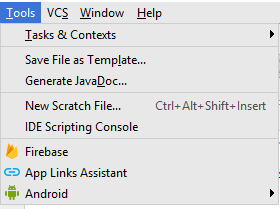 Tools VCS Window Help
Tasks & Contexts
Save File as Template...
Generate JavaDoc...
New Scratch File... Ctrl+Alt+Shift+Insert
IDE Scripting Console
Firebase
App Links Assistant
Android